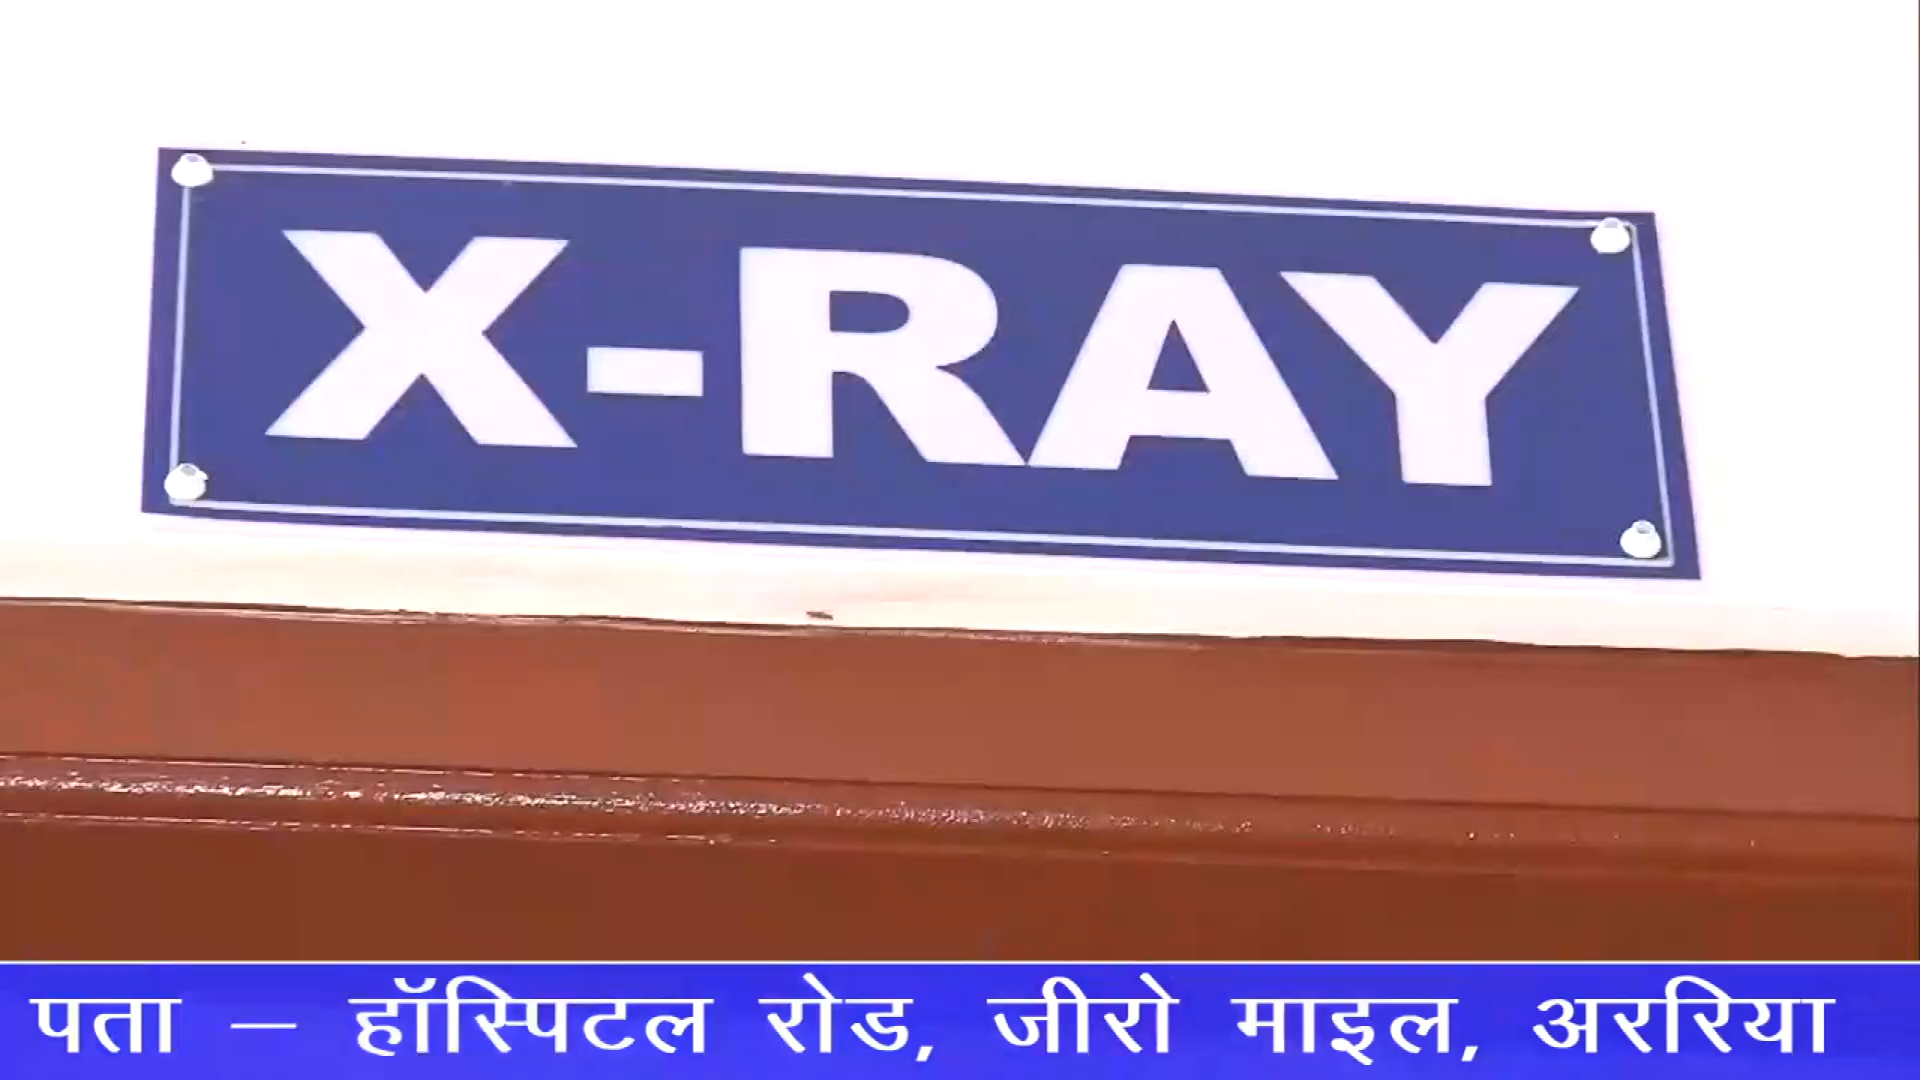 X-RAY
पता – हॉस्पिटल रोड, जीरो माइल, अररिया